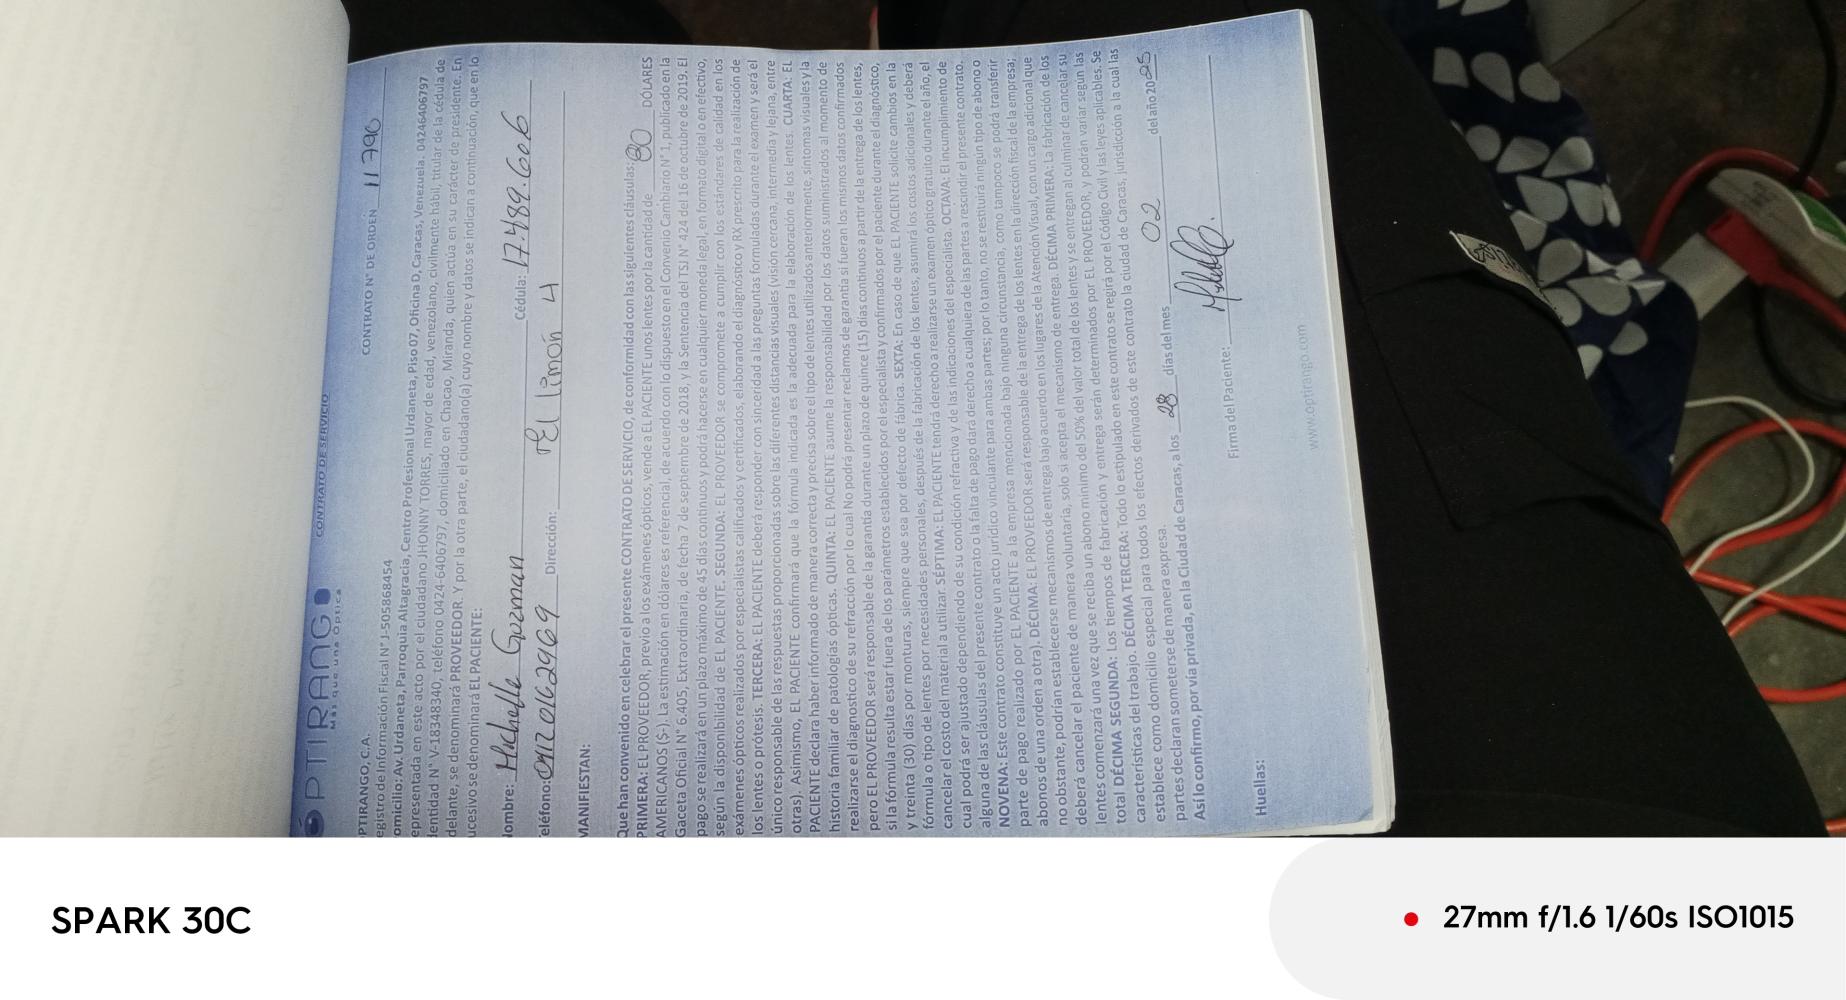 OPTIRANGO
Más que una Óptica
CONTRATO DE SERVICIO
PTIRANGO, C.A.
CONTRATO N° DE ORDEN 11790
egistro de Información Fiscal N° J-505868454
omicilio: Av. Urdaneta, Parroquia Altagracia, Centro Profesional Urdaneta, Piso 07, Oficina D, Caracas, Venezuela. 04246406797
epresentada en este acto por el ciudadano JHONNY TORRES, mayor de edad, venezolano, civilmente hábil, titular de la cédula de
dentidad N° V-18348340, teléfono 0424-6406797, domiciliado en Chacao, Miranda, quien actúa en su carácter de presidente. En
delante, se denominará PROVEEDOR. Y por la otra parte, el ciudadano(a) cuyo nombre y datos se indican a continuación, que en lo
ucesivo se denominará EL PACIENTE:
Nombre: Michelle Guzman Cédula: 17.489.606
eléfono: 04120162969 Dirección: El limón 4
MANIFIESTAN:
Que han convenido en celebrar el presente CONTRATO DE SERVICIO, de conformidad con las siguientes cláusulas:
PRIMERA: EL PROVEEDOR, previo a los exámenes ópticos, vende a EL PACIENTE unos lentes por la cantidad de 80 DÓLARES
AMERICANOS ($-). La estimación en dólares es referencial, de acuerdo con lo dispuesto en el Convenio Cambiario N° 1, publicado en la
Gaceta Oficial N° 6.405, Extraordinaria, de fecha 7 de septiembre de 2018, y la Sentencia del TSJ N° 424 del 16 de octubre de 2019. El
pago se realizará en un plazo máximo de 45 días continuos y podrá hacerse en cualquier moneda legal, en formato digital o en efectivo,
según la disponibilidad de EL PACIENTE. SEGUNDA: EL PROVEEDOR se compromete a cumplir con los estándares de calidad en los
exámenes ópticos realizados por especialistas calificados y certificados, elaborando el diagnóstico y RX prescrito para la realización de
los lentes o prótesis. TERCERA: EL PACIENTE deberá responder con sinceridad a las preguntas formuladas durante el examen y será el
único responsable de las respuestas proporcionadas sobre las diferentes distancias visuales (visión cercana, intermedia y lejana, entre
otras). Asimismo, EL PACIENTE confirmará que la fórmula indicada es la adecuada para la elaboración de los lentes. CUARTA: EL
PACIENTE declara haber informado de manera correcta y precisa sobre el tipo de lentes utilizados anteriormente, síntomas visuales y la
historia familiar de patologías ópticas. QUINTA: EL PACIENTE asume la responsabilidad por los datos suministrados al momento de
realizarse el diagnostico de su refracción por lo cual No podrá presentar reclamos de garantía si fueran los mismos datos confirmados
pero EL PROVEEDOR será responsable de la garantía durante un plazo de quince (15) días continuos a partir de la entrega de los lentes,
si la fórmula resulta estar fuera de los parámetros establecidos por el especialista y confirmados por el paciente durante el diagnóstico,
y treinta (30) días por monturas, siempre que sea por defecto de fábrica. SEXTA: En caso de que EL PACIENTE solicite cambios en la
fórmula o tipo de lentes por necesidades personales, después de la fabricación de los lentes, asumirá los costos adicionales y deberá
cancelar el costo del material a utilizar. SÉPTIMA: EL PACIENTE tendrá derecho a realizarse un examen óptico gratuito durante el año, el
cual podrá ser ajustado dependiendo de su condición refractiva y de las indicaciones del especialista. OCTAVA: El incumplimiento de
alguna de las cláusulas del presente contrato o la falta de pago dará derecho a cualquiera de las partes a rescindir el presente contrato.
NOVENA: Este contrato constituye un acto jurídico vinculante para ambas partes; por lo tanto, no se restituirá ningún tipo de abono o
parte de pago realizado por EL PACIENTE a la empresa mencionada bajo ninguna circunstancia, como tampoco se podrá transferir
abonos de una orden a otra). DÉCIMA: EL PROVEEDOR será responsable de la entrega de los lentes en la dirección fiscal de la empresa;
no obstante, podrían establecerse mecanismos de entrega bajo acuerdo en los lugares de la Atención Visual, con un cargo adicional que
deberá cancelar el paciente de manera voluntaria, solo si acepta el mecanismo de entrega. DÉCIMA PRIMERA: La fabricación de los
lentes comenzará una vez que se reciba un abono mínimo del 50% del valor total de los lentes y se entregan al culminar de cancelar su
total DÉCIMA SEGUNDA: Los tiempos de fabricación y entrega serán determinados por EL PROVEEDOR, y podrán variar según las
características del trabajo. DÉCIMA TERCERA: Todo lo estipulado en este contrato se regirá por el Código Civil y las leyes aplicables. Se
establece como domicilio especial para todos los efectos derivados de este contrato la ciudad de Caracas, jurisdicción a la cual las
partes declaran someterse de manera expresa.
Así lo confirmo, por vía privada, en la Ciudad de Caracas, a los 28 días del mes 02 del año 2025
Firma del Paciente:
Huellas:
www.optirango.com
SPARK 30C
27mm f/1.6 1/60s ISO1015